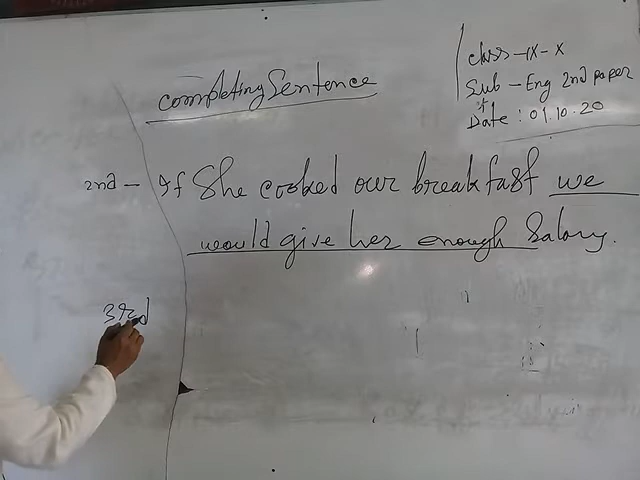 Class-IX-X
Sub - Eng 2nd paper
Date: 01.10.20
Completing Sentence
2nd - If She cooked our breakfast we
would give her enough Salary.
3rd